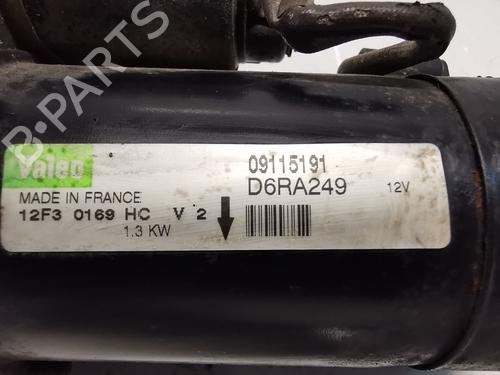 B-PARTS
Valeo
09115191
D6RA249
12V
MADE IN FRANCE
12F3 0169 HC V 2
1.3 KW